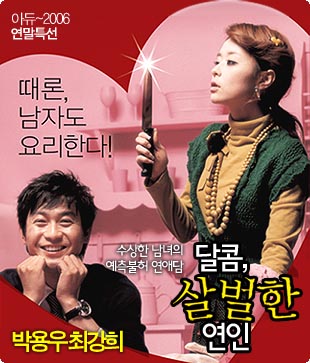 아듀~2006
연말특선
때론,
남자도
요리한다!
수상한 남녀의
예측불허 연애담
달콤,
살벌한
연인
박용우 최강희